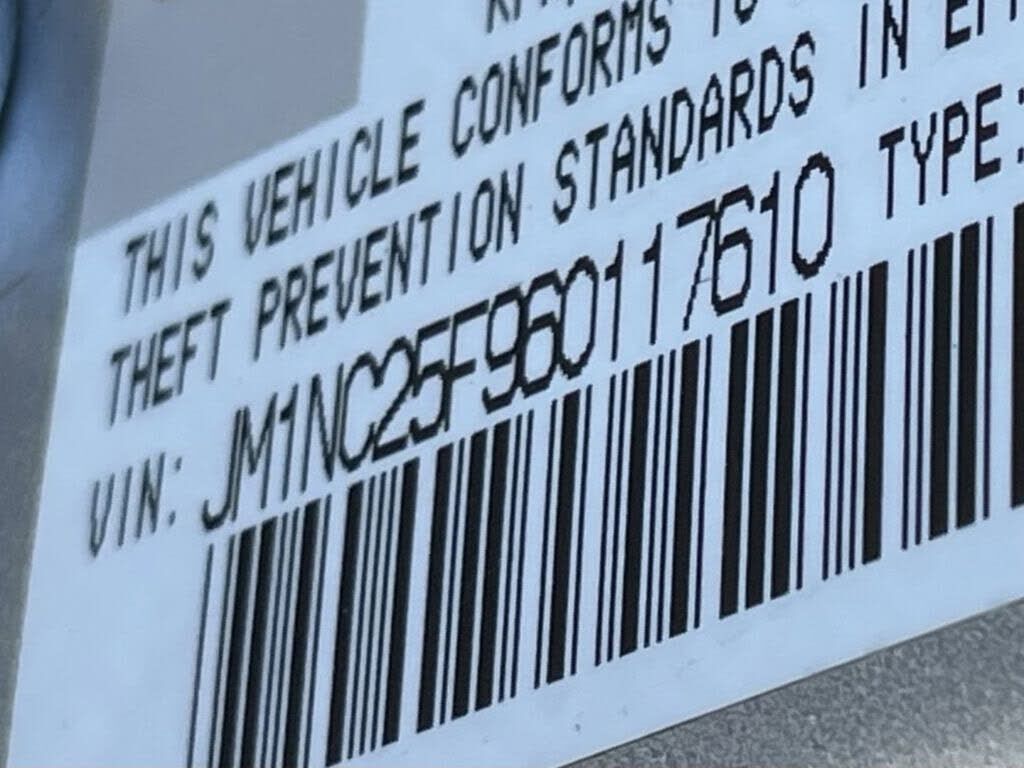 THIS VEHICLE CONFORMS TO
THEFT PREVENTION STANDARDS IN
VIN: JM1NC25F960117610 TYPE: